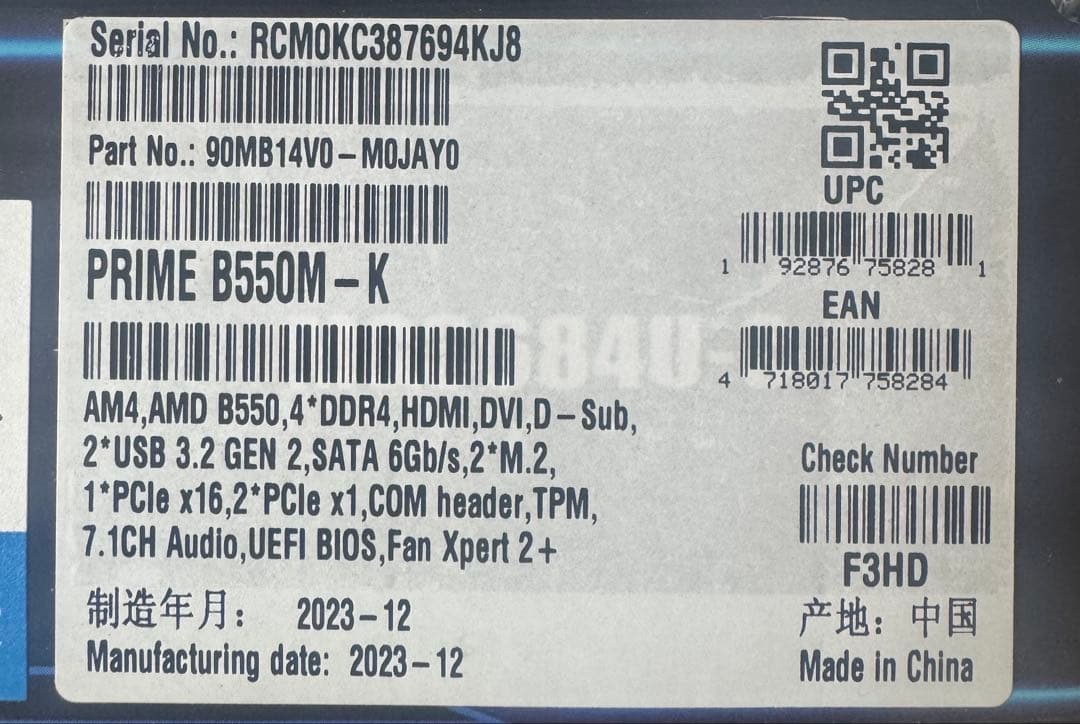 Serial No.: RCM0KC387694KJ8
Part No.: 90MB14V0-M0JAY0
PRIME B550M-K
AM4,AMD B550,4*DDR4,HDMI,DVI,D-Sub,
2*USB 3.2 GEN 2,SATA 6Gb/s,2*M.2,
1*PCIe x16,2*PCIe x1,COM header,TPM,
7.1CH Audio,UEFI BIOS,Fan Xpert 2+
制造年月: 2023-12
Manufacturing date: 2023-12
UPC
1 92876 75828 1
EAN
4 718017 758284
Check Number
F3HD
产地: 中国
Made in China